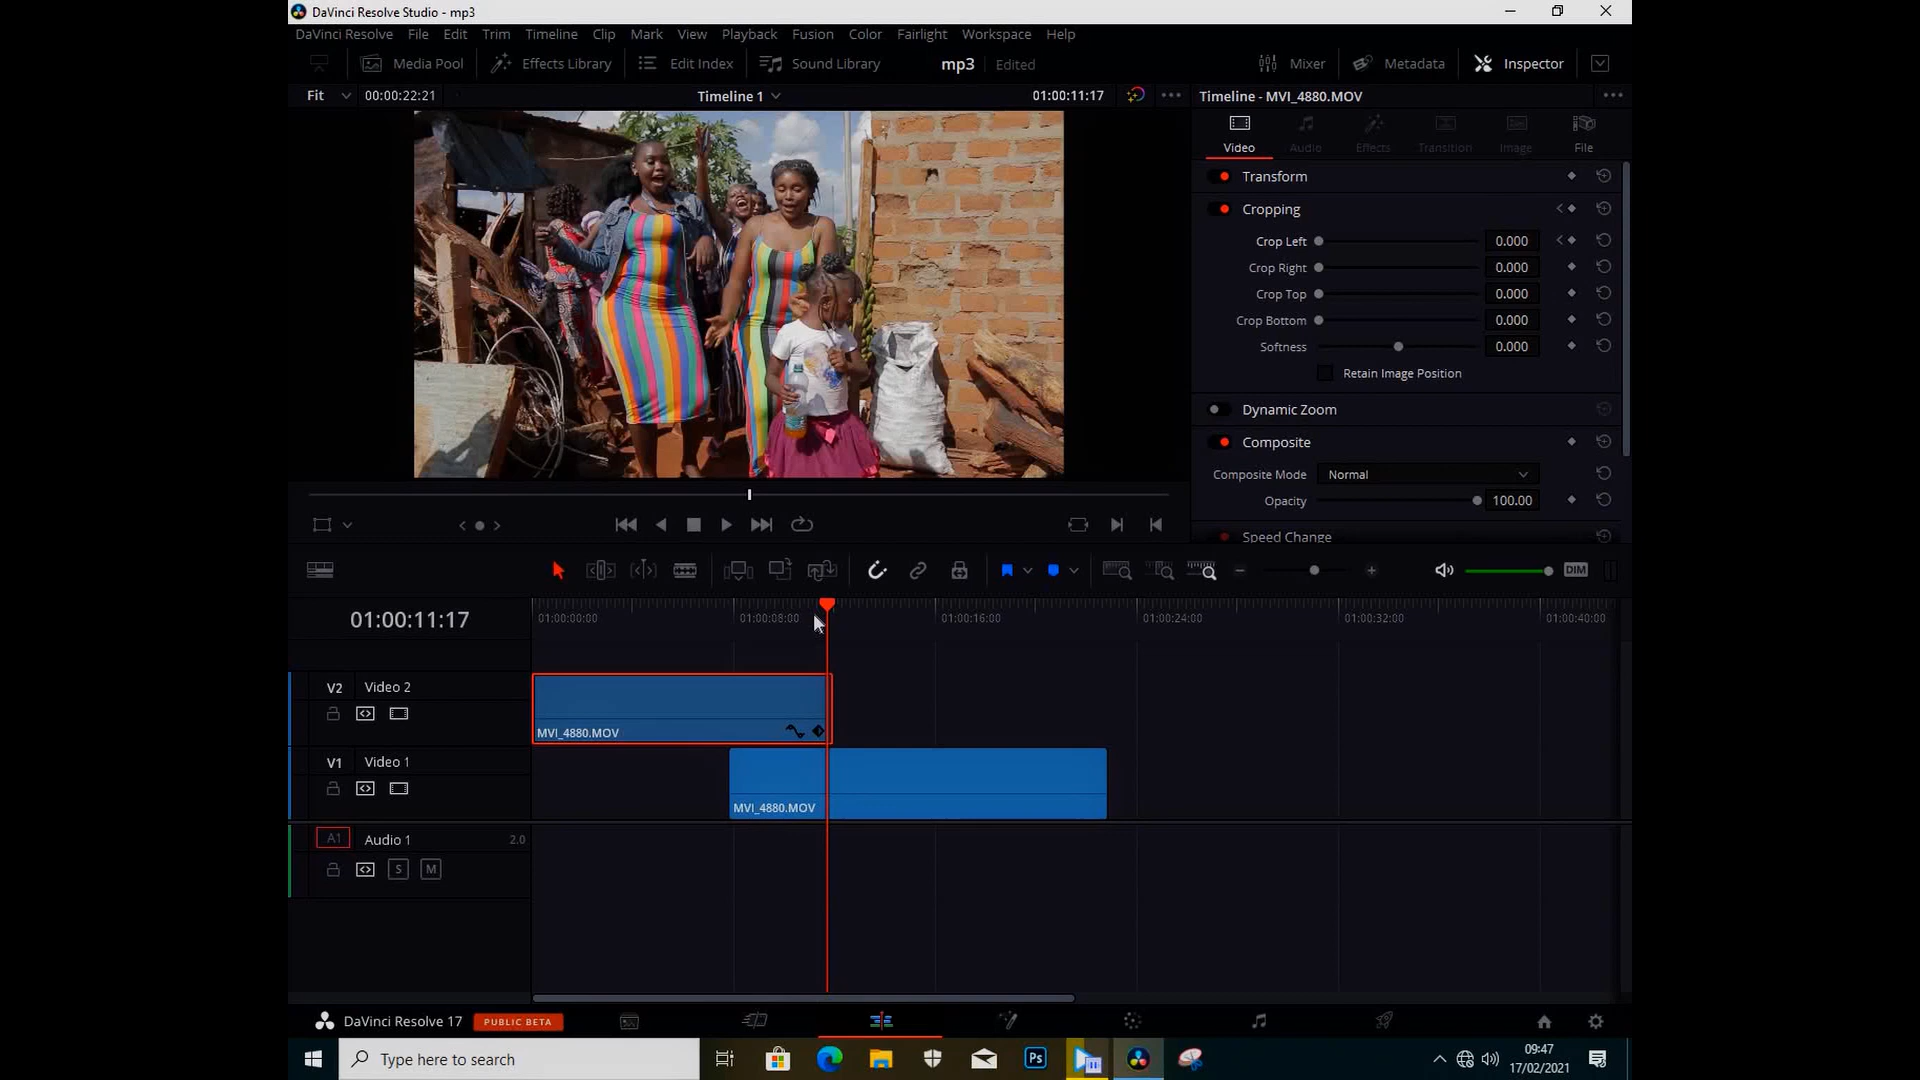 DaVinci Resolve Studio - mp3
DaVinci Resolve File Edit Trim Timeline Clip Mark View Playback Fusion Color Fairlight Workspace Help
Media Pool Effects Library Edit Index Sound Library mp3 Edited Mixer Metadata Inspector
Fit 00:00:22:21 Timeline 1 01:00:11:17 Timeline - MVI_4880.MOV
Video Audio Effects Transition Image File
Transform
Cropping
Crop Left 0.000
Crop Right 0.000
Crop Top 0.000
Crop Bottom 0.000
Softness 0.000
Retain Image Position
Dynamic Zoom
Composite
Composite Mode Normal
Opacity 100.00
Speed Change
DIM
01:00:11:17 01:00:00:00 01:00:08:00 01:00:16:00 01:00:24:00 01:00:32:00 01:00:40:00
V2 Video 2
MVI_4880.MOV
V1 Video 1
MVI_4880.MOV
A1 Audio 1 2.0
S M
DaVinci Resolve 17 PUBLIC BETA
Type here to search
Ps
09:47
17/02/2021